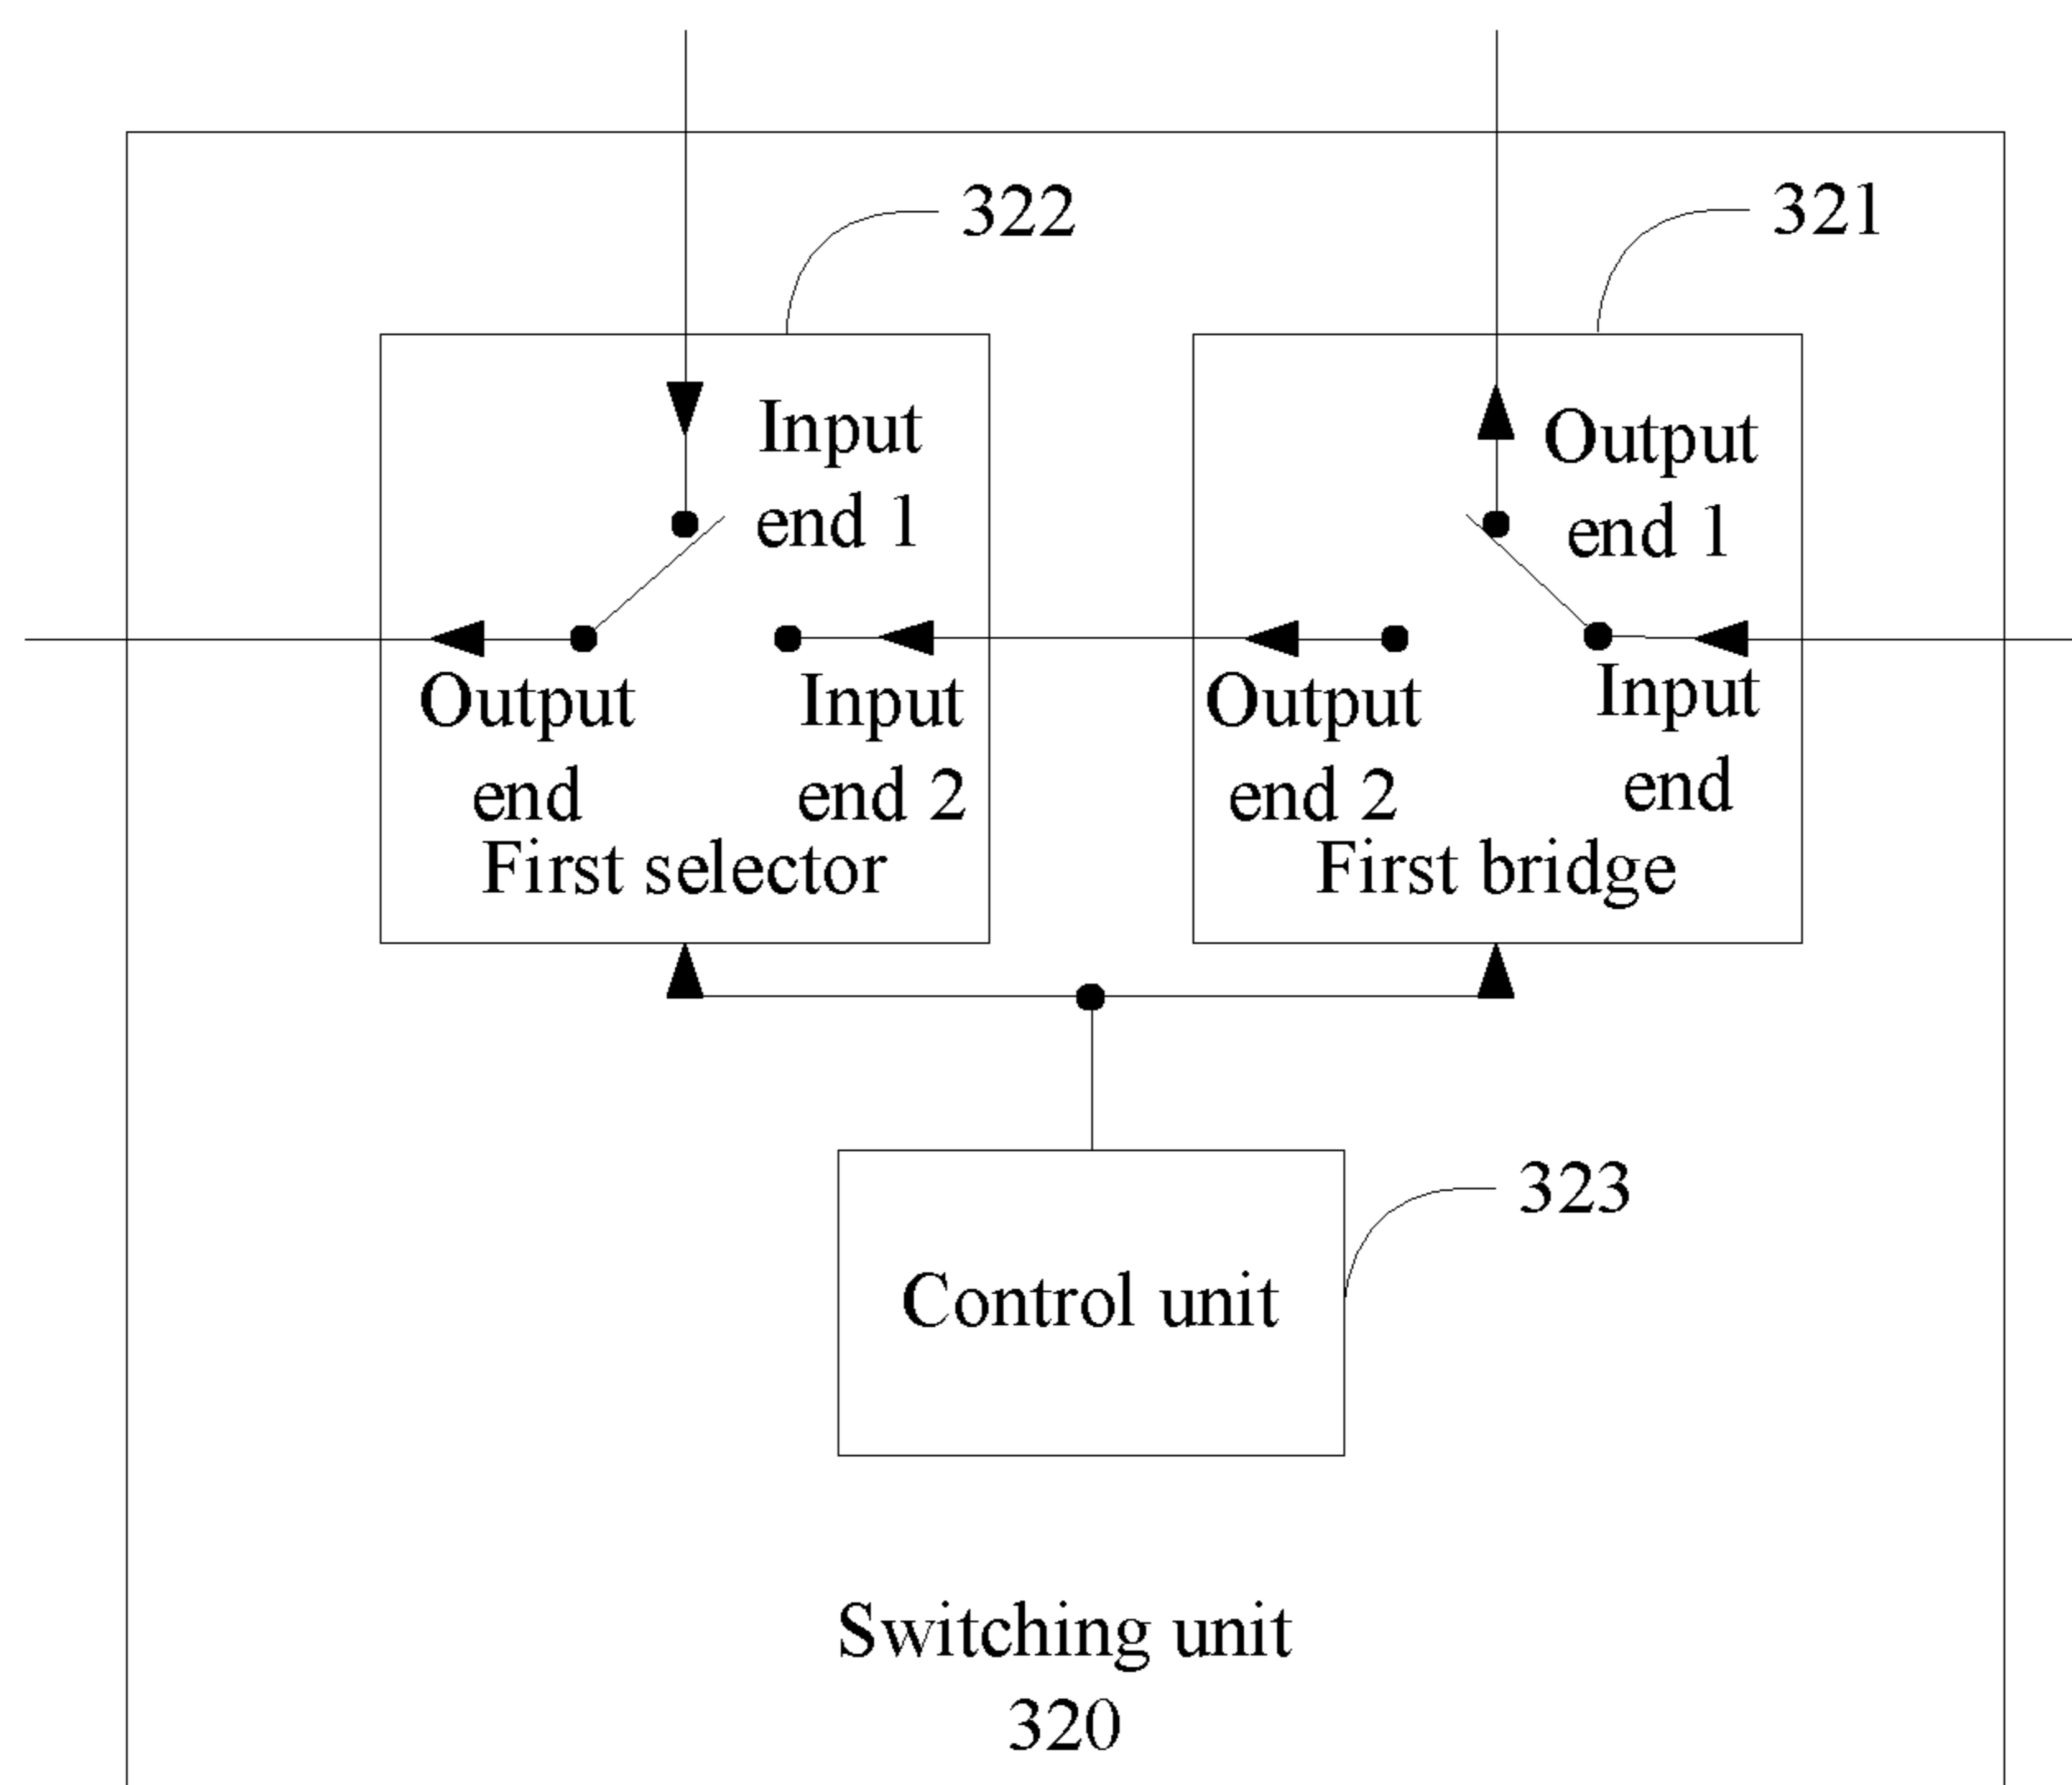 322
321
Input
end 1
Output
end 1
Output
end
Input
end 2
Output
end 2
Input
end
First selector
First bridge
323
Control unit
Switching unit
320